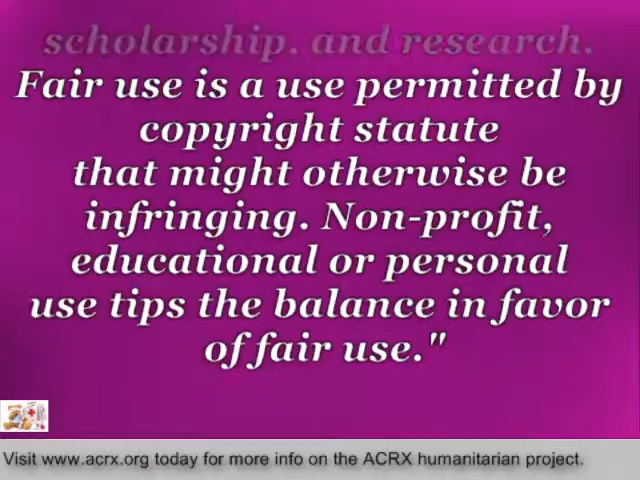 scholarship. and research.
Fair use is a use permitted by
copyright statute
that might otherwise be
infringing. Non-profit,
educational or personal
use tips the balance in favor
of fair use."
Visit www.acrx.org today for more info on the ACRX humanitarian project.